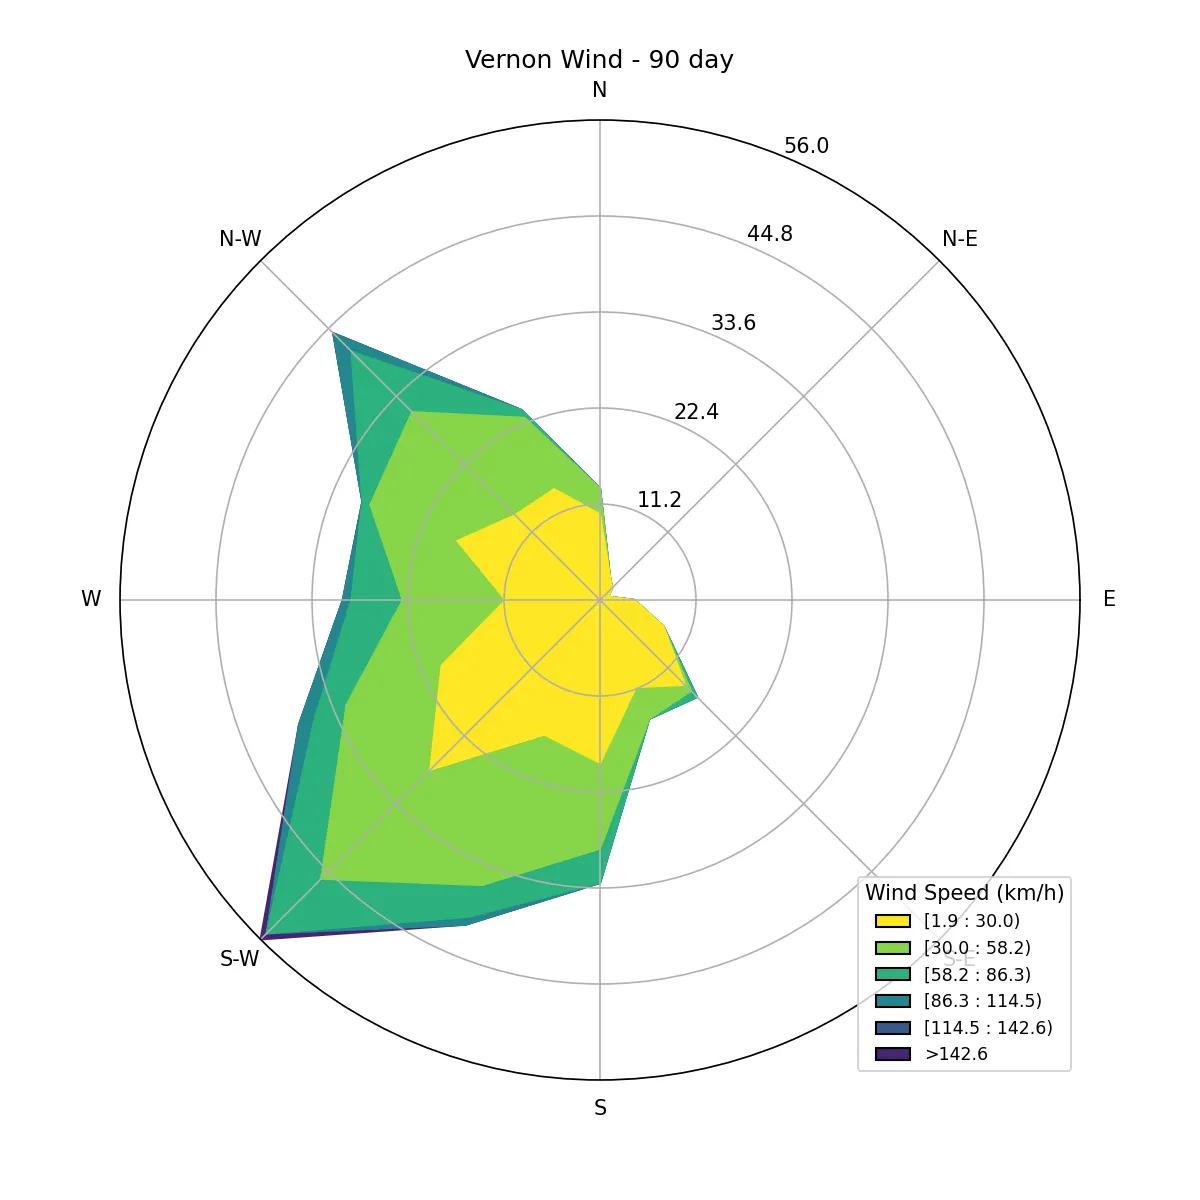 Vernon Wind - 90 day
N
56.0
44.8
N-W
N-E
33.6
22.4
11.2
W
E
Wind Speed (km/h)
[1.9 : 30.0)
[30.0 : 58.2)
S-W
S-E
[58.2 : 86.3)
[86.3 : 114.5)
[114.5 : 142.6)
>142.6
S